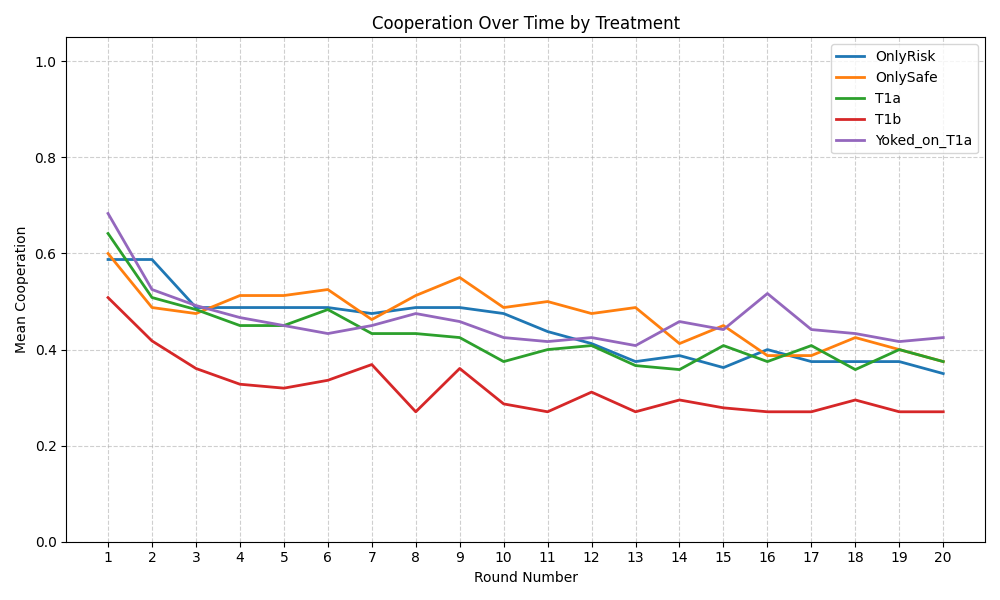 Cooperation Over Time by Treatment
Mean Cooperation
1.0
0.8
0.6
0.4
0.2
0.0
OnlyRisk
OnlySafe
T1a
T1b
Yoked_on_T1a
1 2 3 4 5 6 7 8 9 10 11 12 13 14 15 16 17 18 19 20
Round Number